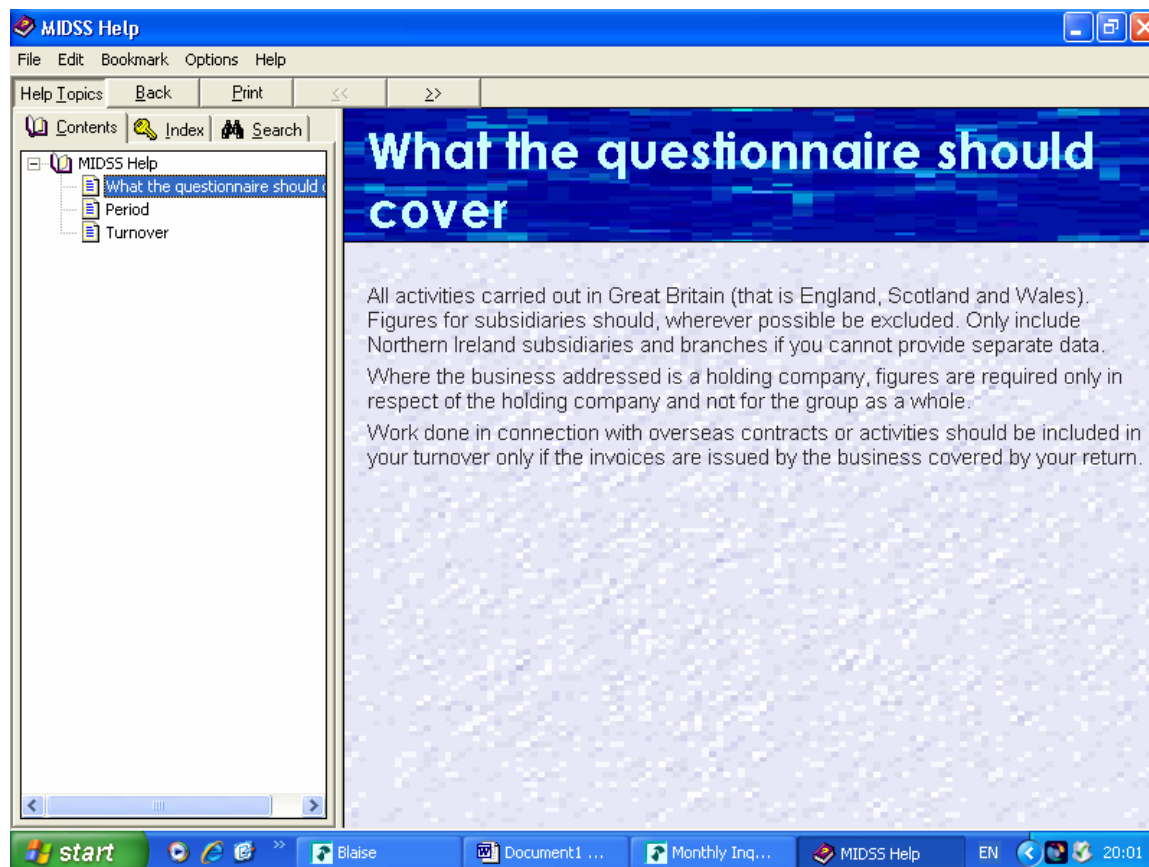 MIDSS Help
File Edit Bookmark Options Help
Help Topics Back Print << >>
Contents Index Search
MIDSS Help
What the questionnaire should
Period
Turnover
What the questionnaire should
cover
All activities carried out in Great Britain (that is England, Scotland and Wales).
Figures for subsidiaries should, wherever possible be excluded. Only include
Northern Ireland subsidiaries and branches if you cannot provide separate data.
Where the business addressed is a holding company, figures are required only in
respect of the holding company and not for the group as a whole.
Work done in connection with overseas contracts or activities should be included in
your turnover only if the invoices are issued by the business covered by your return.
start » Blaise Document1 ... Monthly Inq... MIDSS Help EN 20:01